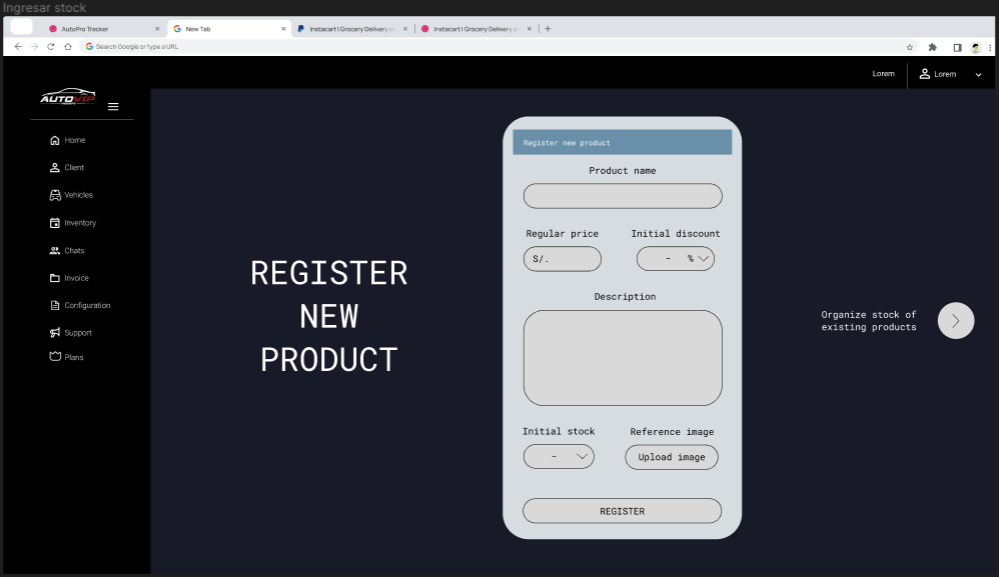 Ingresar stock
AutoPro Tracker
New Tab
Instacart | Grocery Delivery
Instacart | Grocery Delivery
Search Google or type a URL
Lorem
Lorem
AUTOVIP
Home
Client
Vehicles
Inventory
Chats
Invoice
Configuration
Support
Plans
REGISTER
NEW
PRODUCT
Register new product
Product name
Regular price
Initial discount
S/.
- %
Description
Initial stock
Reference image
-
Upload image
REGISTER
Organize stock of
existing products